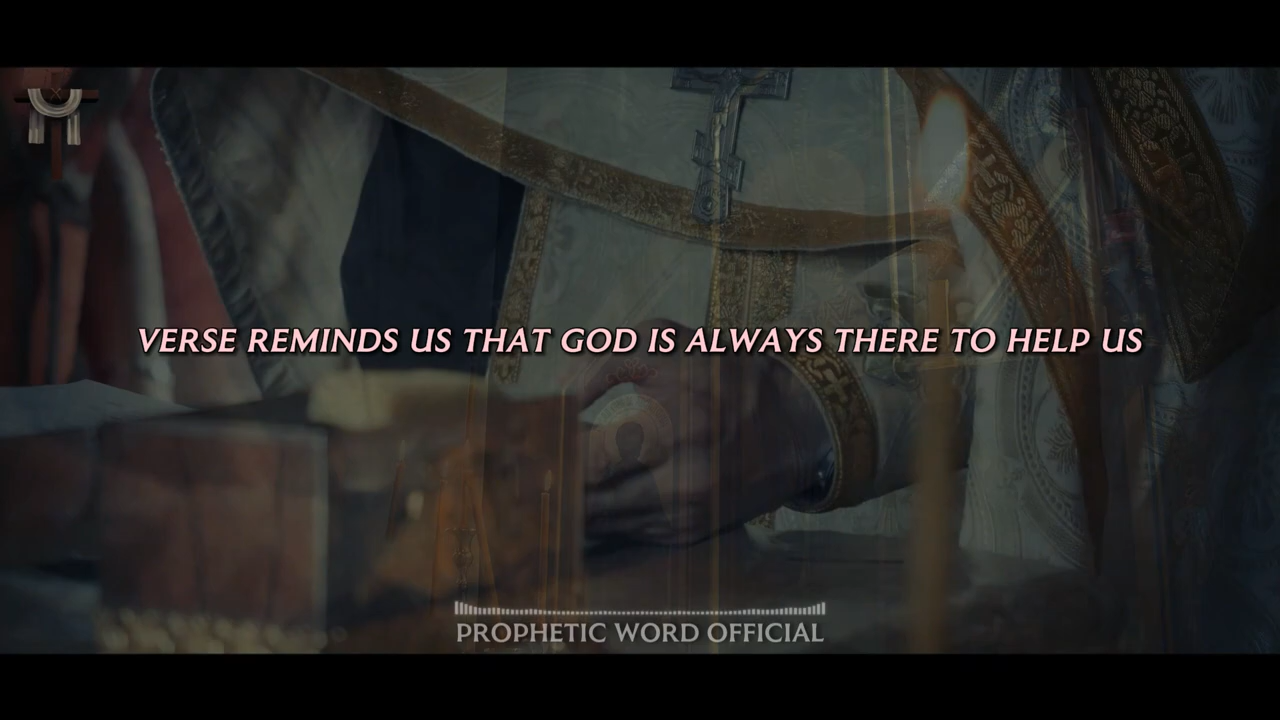 VERSE REMINDS US THAT GOD IS ALWAYS THERE TO HELP US
PROPHETIC WORD OFFICIAL